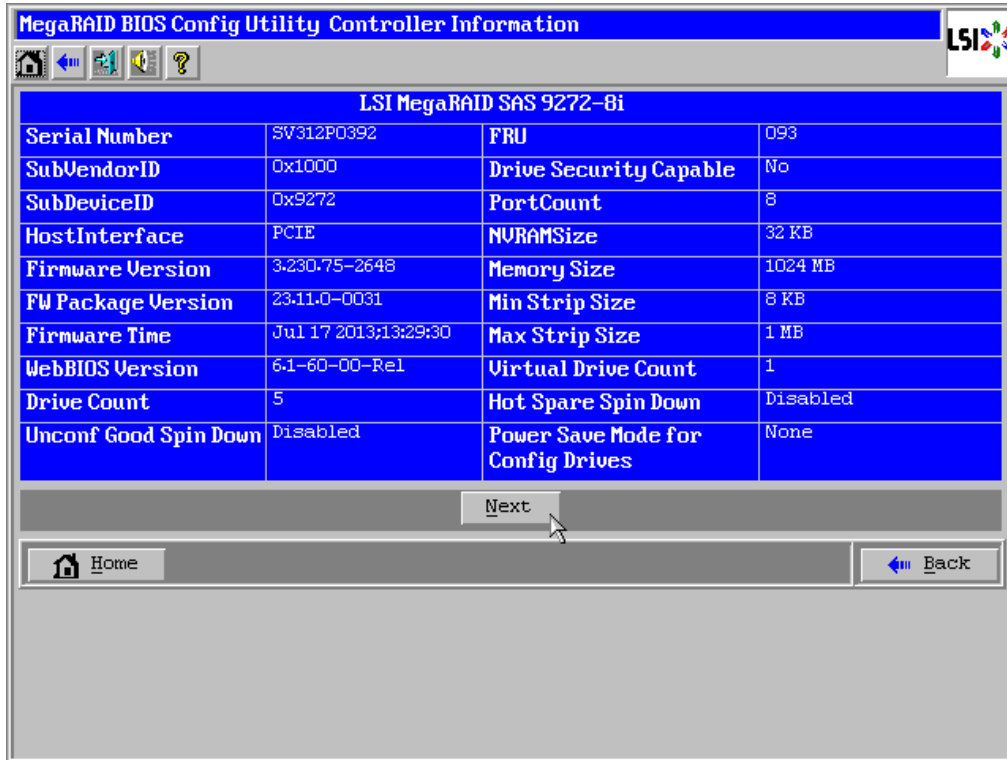 MegaRAID BIOS Config Utility Controller Information
LSI
LSI MegaRAID SAS 9272-8i
Serial Number SV312P0392 FRU 093
SubVendorID 0x1000 Drive Security Capable No
SubDeviceID 0x9272 PortCount 8
HostInterface PCIE NVRAMSize 32 KB
Firmware Version 3.230.75-2648 Memory Size 1024 MB
FW Package Version 23.11.0-0031 Min Strip Size 8 KB
Firmware Time Jul 17 2013;13:29:30 Max Strip Size 1 MB
WebBIOS Version 6.1-60-00-Rel Virtual Drive Count 1
Drive Count 5 Hot Spare Spin Down Disabled
Unconf Good Spin Down Disabled Power Save Mode for None
Config Drives
Next
Home Back